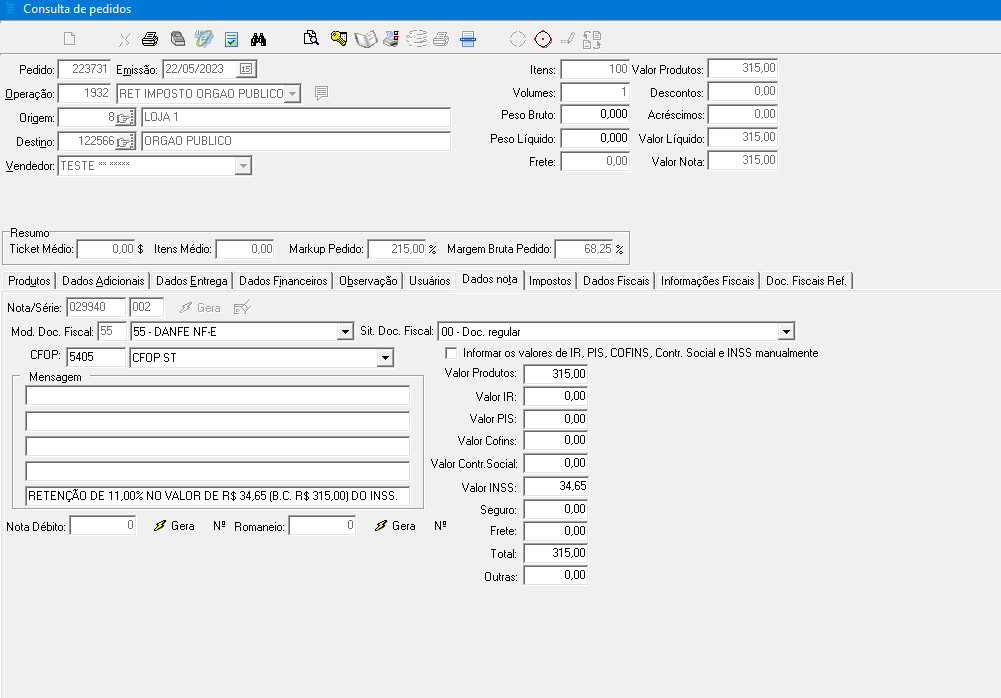 Consulta de pedidos
Pedido: 223731 Emissão: 22/05/2023 15 Itens: 100 Valor Produtos: 315,00
Operação: 1932 RET IMPOSTO ORGAO PUBLICO Volumes: 1 Descontos: 0,00
Origem: 8 LOJA 1 Peso Bruto: 0,000 Acréscimos: 0,00
Destino: 122566 ORGAO PUBLICO Peso Líquido: 0,000 Valor Líquido: 315,00
Vendedor: TESTE ** ***** Frete: 0,00 Valor Nota: 315,00
Resumo
Ticket Médio: 0,00 $ Itens Médio: 0,00 Markup Pedido: 215,00 % Margem Bruta Pedido: 68,25 %
Produtos Dados Adicionais Dados Entrega Dados Financeiros Observação Usuários Dados nota Impostos Dados Fiscais Informações Fiscais Doc. Fiscais Ref.
Nota/Série: 029940 002 Gera
Mod. Doc. Fiscal: 55 55 - DANFE NF-E Sit. Doc. Fiscal: 00 - Doc. regular
CFOP: 5405 CFOP ST Informar os valores de IR, PIS, COFINS, Contr. Social e INSS manualmente
Mensagem
Valor Produtos: 315,00
Valor IR: 0,00
Valor PIS: 0,00
Valor Cofins: 0,00
Valor Contr.Social: 0,00
Valor INSS: 34,65
RETENÇÃO DE 11,00% NO VALOR DE R$ 34,65 (B.C. R$ 315,00) DO INSS.
Seguro: 0,00
Nota Débito: 0 Gera Nº Romaneio: 0 Gera Nº
Frete: 0,00
Total: 315,00
Outras: 0,00